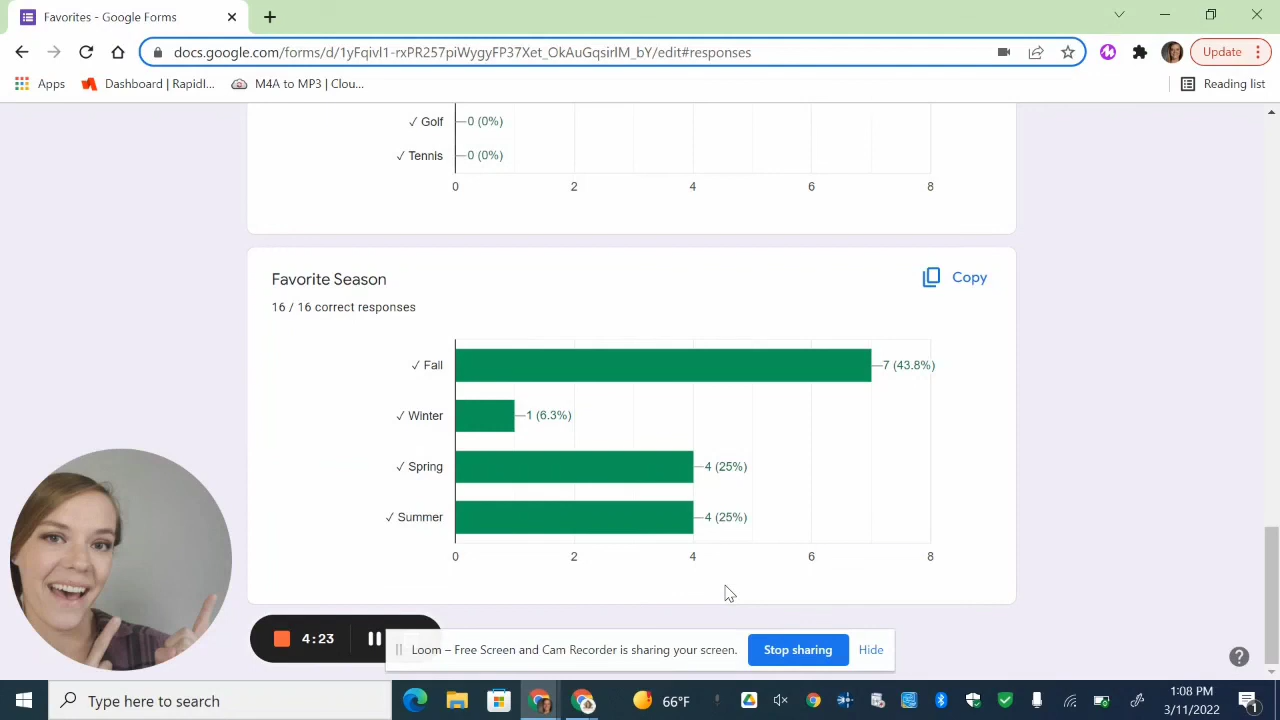 Favorites - Google Forms
docs.google.com/forms/d/1yFqivl1-rxPR257piWygyFP37Xet_OkAuGqsirIM_bY/edit#responses
Update
Apps
Dashboard | Rapidl...
M4A to MP3 | Clou...
Reading list
✓ Golf 0 (0%)
✓ Tennis 0 (0%)
0 2 4 6 8
Favorite Season
Copy
16 / 16 correct responses
✓ Fall 7 (43.8%)
✓ Winter 1 (6.3%)
✓ Spring 4 (25%)
✓ Summer 4 (25%)
0 2 4 6 8
4:23
Loom – Free Screen and Cam Recorder is sharing your screen.
Stop sharing
Hide
Type here to search
66°F
1:08 PM
3/11/2022
1